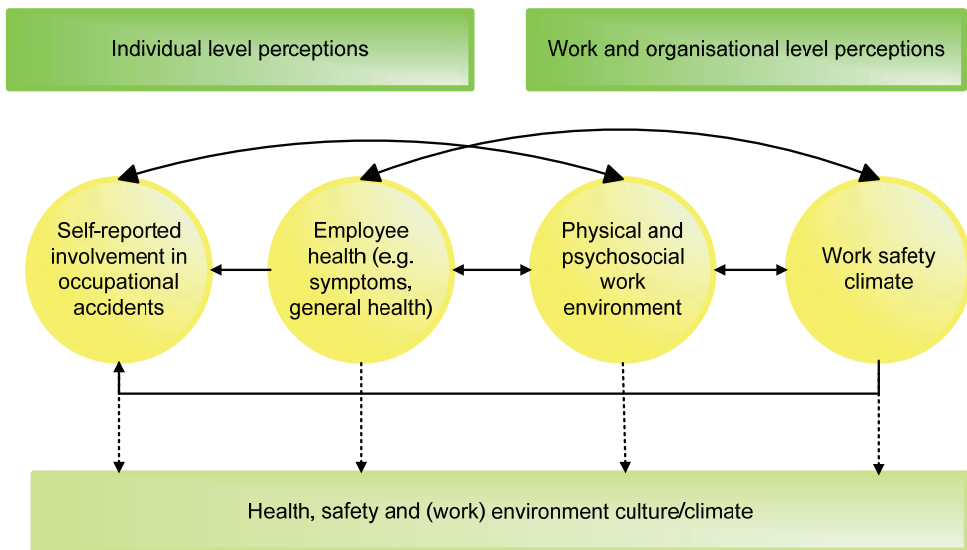 Individual level perceptions
Work and organisational level perceptions
Self-reported
involvement in
occupational
accidents
Employee
health (e.g.
symptoms,
general health)
Physical and
psychosocial
work
environment
Work safety
climate
Health, safety and (work) environment culture/climate